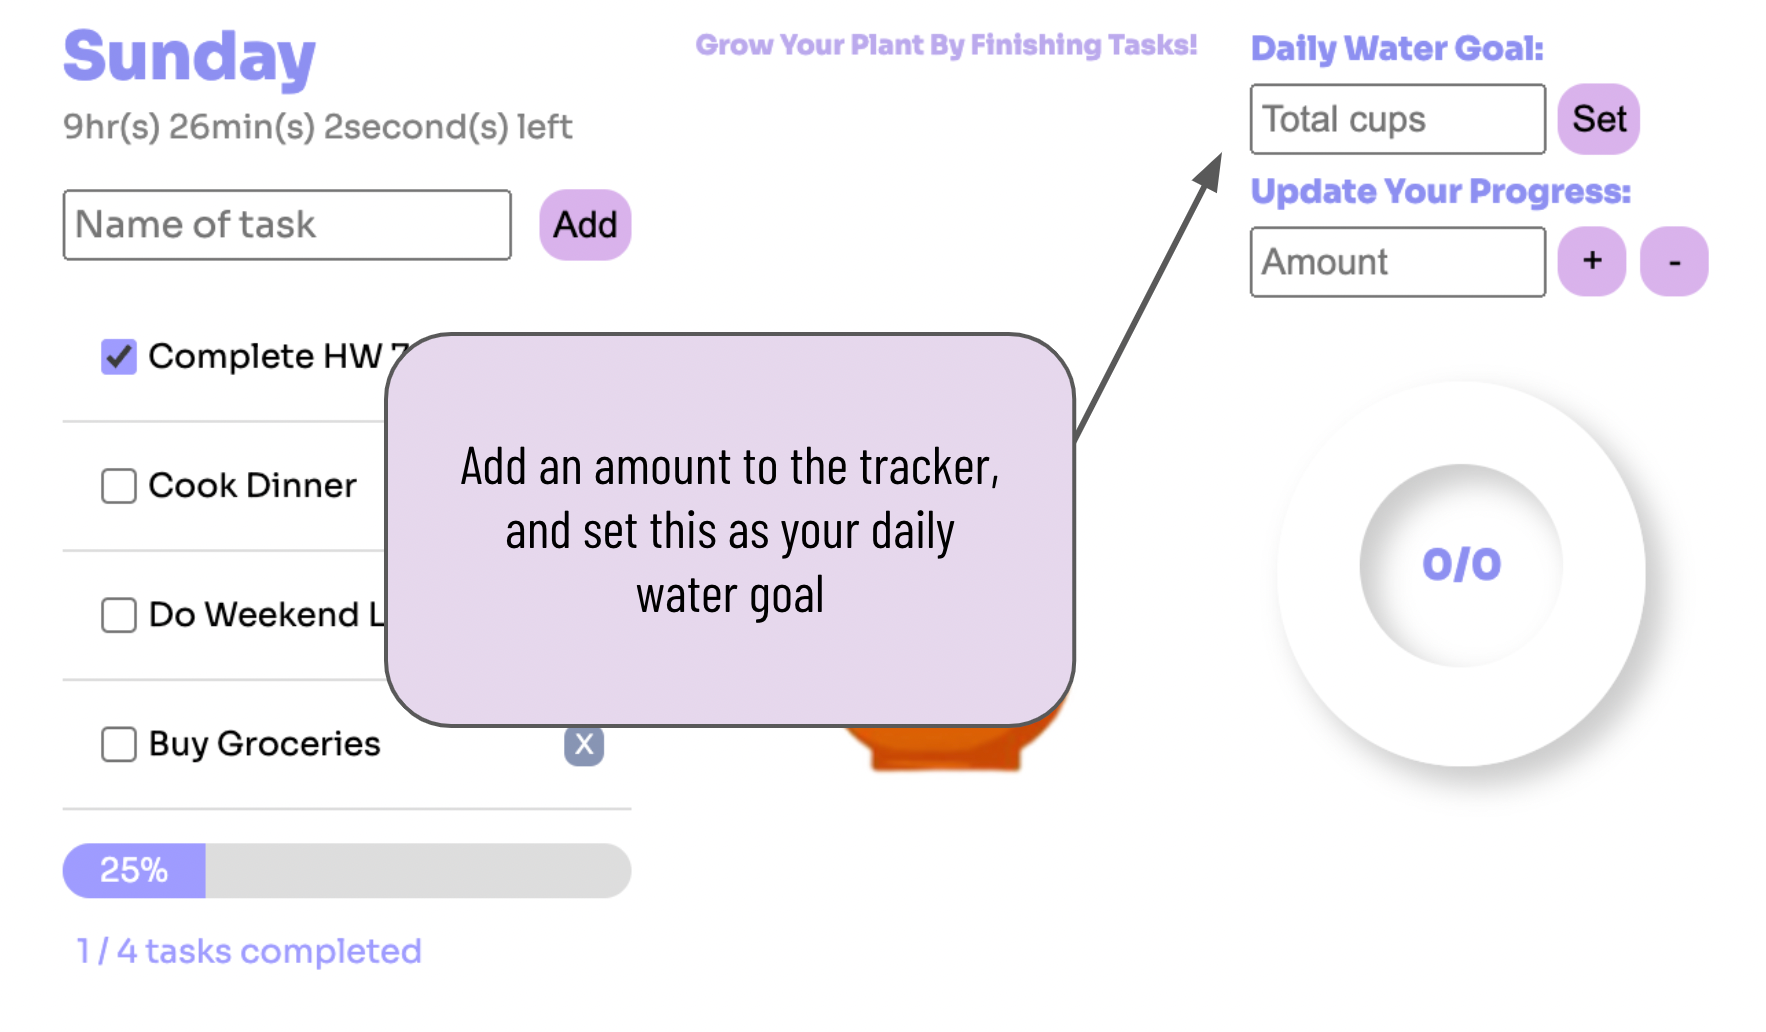 Sunday
9hr(s) 26min(s) 2second(s) left
Name of task
Add
Complete HW 7
Cook Dinner
Do Weekend
Buy Groceries
X
25%
1 / 4 tasks completed
Grow Your Plant By Finishing Tasks!
Add an amount to the tracker,
and set this as your daily
water goal
Daily Water Goal:
Total cups
Set
Update Your Progress:
Amount
+
-
0/0